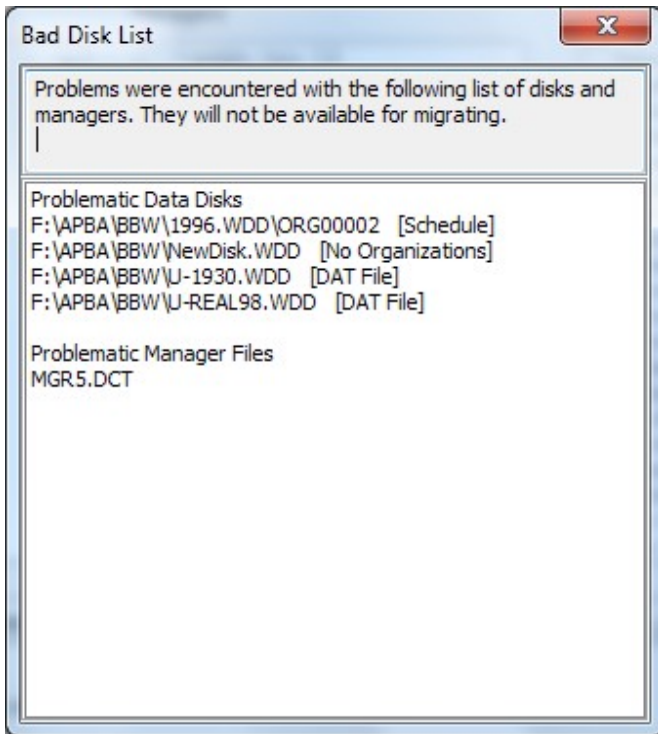 Bad Disk List
Problems were encountered with the following list of disks and
managers. They will not be available for migrating.
Problematic Data Disks
F:\APBA\BBW\1996.WDD\ORG00002 [Schedule]
F:\APBA\BBW\NewDisk.WDD [No Organizations]
F:\APBA\BBW\U-1930.WDD [DAT File]
F:\APBA\BBW\U-REAL98.WDD [DAT File]
Problematic Manager Files
MGR5.DCT